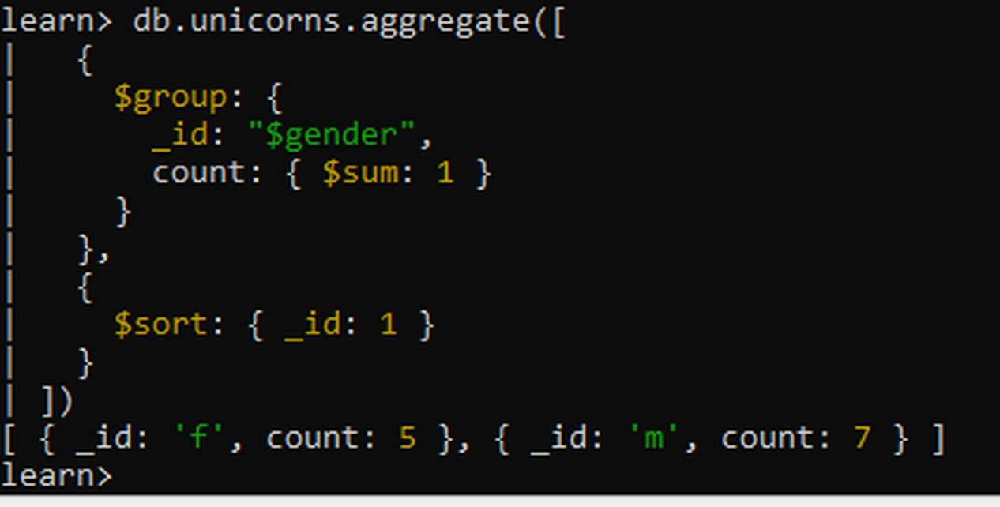 learn> db.unicorns.aggregate([
|   {
|     $group: {
|       _id: "$gender",
|       count: { $sum: 1 }
|     }
|   },
|   {
|     $sort: { _id: 1 }
|   }
| ])
[ { _id: 'f', count: 5 }, { _id: 'm', count: 7 } ]
learn>